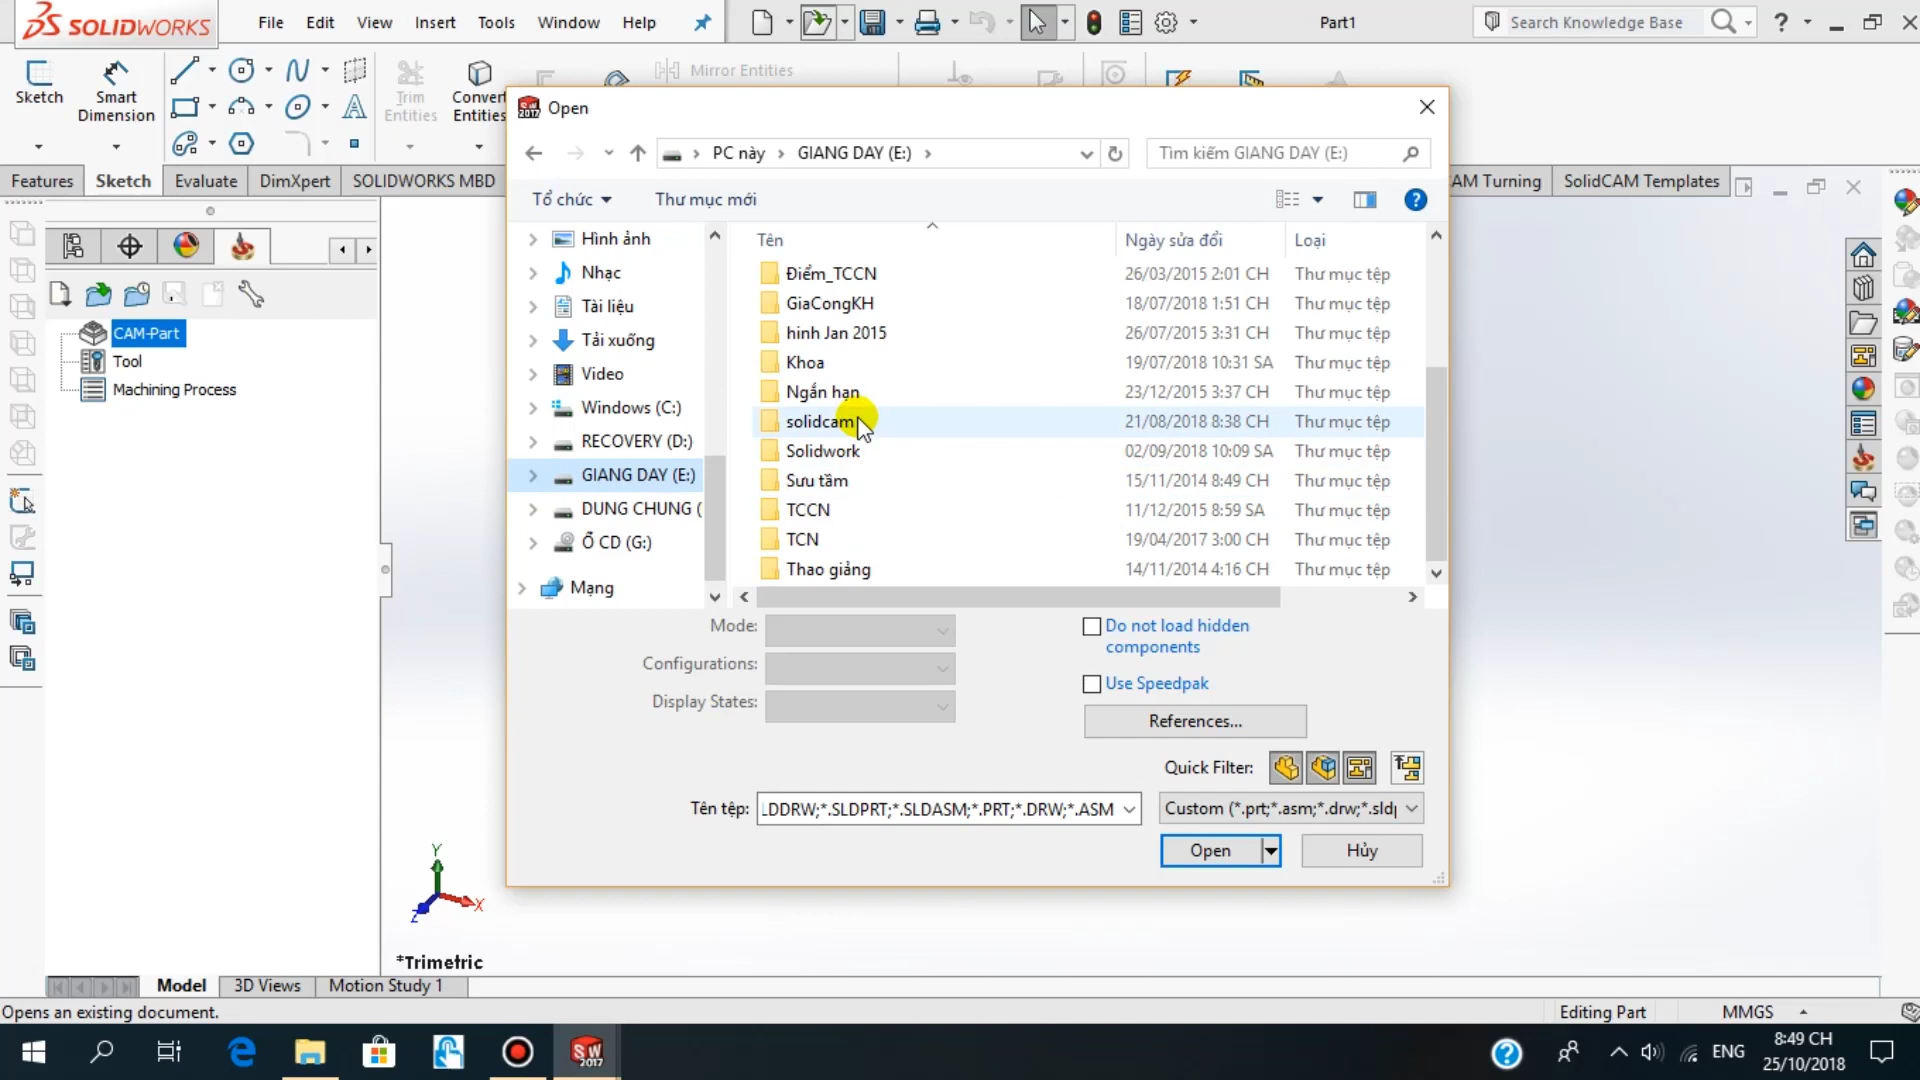 SOLIDWORKS File Edit View Insert Tools Window Help Part1 Search Knowledge Base ?
Sketch
Smart Dimension
Trim Entities
Convert Entities
Mirror Entities
Features Sketch Evaluate DimXpert SOLIDWORKS MBD AM Turning SolidCAM Templates
CAM-Part
Tool
Machining Process
SW 2017 Open
PC này GIANG DAY (E:) Tìm kiếm GIANG DAY (E:)
Tổ chức Thư mục mới
Hình ảnh
Nhạc
Tài liệu
Tải xuống
Video
Windows (C:)
RECOVERY (D:)
GIANG DAY (E:)
DUNG CHUNG (
Ổ CD (G:)
Mạng
Tên Ngày sửa đổi Loại
Điểm_TCCN 26/03/2015 2:01 CH Thư mục tệp
GiaCongKH 18/07/2018 1:51 CH Thư mục tệp
hinh Jan 2015 26/07/2015 3:31 CH Thư mục tệp
Khoa 19/07/2018 10:31 SA Thư mục tệp
Ngắn hạn 23/12/2015 3:37 CH Thư mục tệp
solidcam 21/08/2018 8:38 CH Thư mục tệp
Solidwork 02/09/2018 10:09 SA Thư mục tệp
Sưu tầm 15/11/2014 8:49 CH Thư mục tệp
TCCN 11/12/2015 8:59 SA Thư mục tệp
TCN 19/04/2017 3:00 CH Thư mục tệp
Thao giảng 14/11/2014 4:16 CH Thư mục tệp
Mode:
Configurations:
Display States:
Do not load hidden
components
Use Speedpak
References...
Quick Filter:
Tên tệp: LDDRW;*.SLDPRT;*.SLDASM;*.PRT;*.DRW;*.ASM Custom (*.prt;*.asm;*.drw;*.sldp
Open Hủy
Y
X
Z
*Trimetric
Model 3D Views Motion Study 1
Opens an existing document. Editing Part MMGS
SW 2017 ENG 8:49 CH
25/10/2018